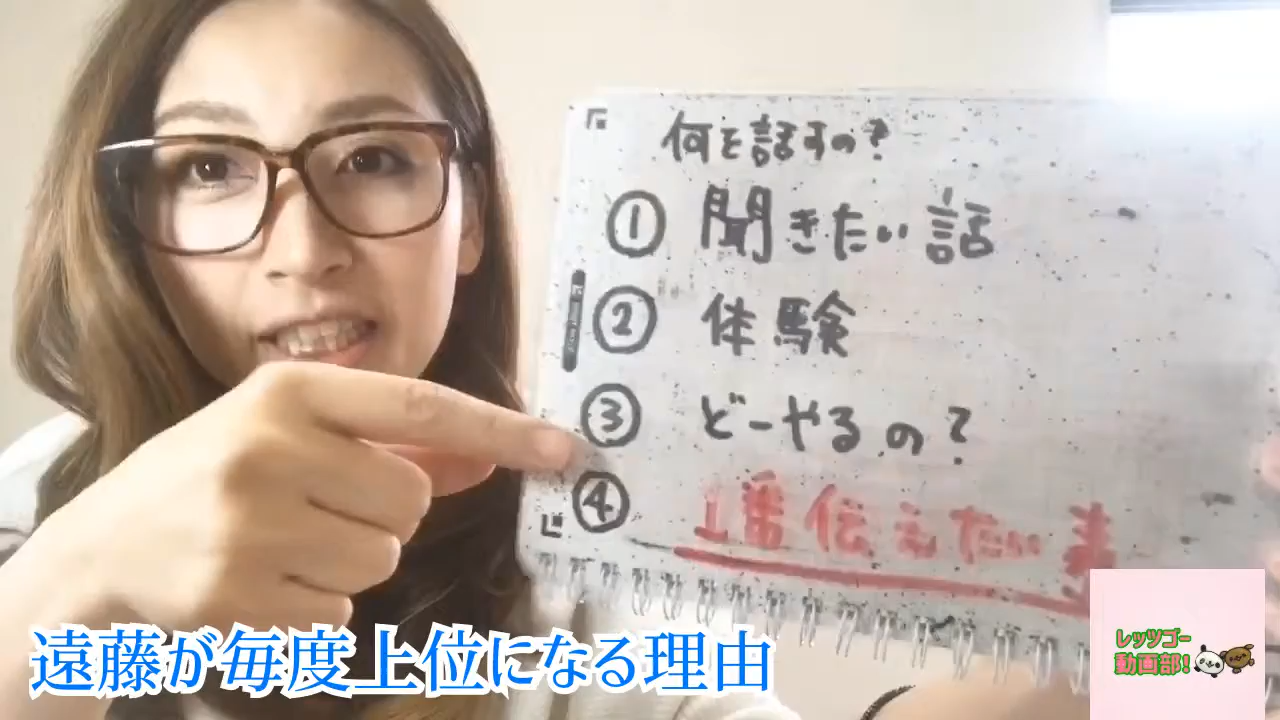 何を話すの?
① 聞きたい話
② 体験
③ どーやるの?
④ 1番伝えたい事
遠藤が毎度上位になる理由
レッツゴー
動画部!